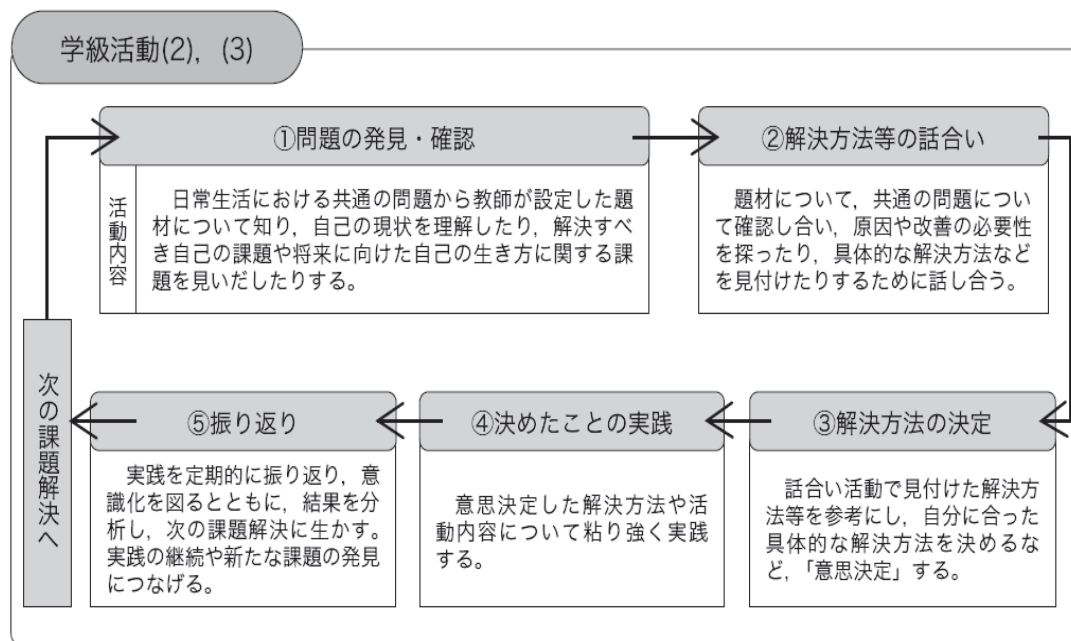 学級活動(2),(3)
①問題の発見・確認
活動内容
日常生活における共通の問題から教師が設定した題
材について知り,自己の現状を理解したり,解決すべ
き自己の課題や将来に向けた自己の生き方に関する課
題を見いだしたりする。
②解決方法等の話合い
題材について,共通の問題につい
て確認し合い,原因や改善の必要性
を探ったり,具体的な解決方法など
を見付けたりするために話し合う。
③解決方法の決定
話合い活動で見付けた解決方
法等を参考にし,自分に合った
具体的な解決方法を決めるな
ど,「意思決定」する。
④決めたことの実践
意思決定した解決方法や活
動内容について粘り強く実践
する。
⑤振り返り
実践を定期的に振り返り,意
識化を図るとともに,結果を分
析し,次の課題解決に生かす。
実践の継続や新たな課題の発見
につなげる。
次の課題解決へ